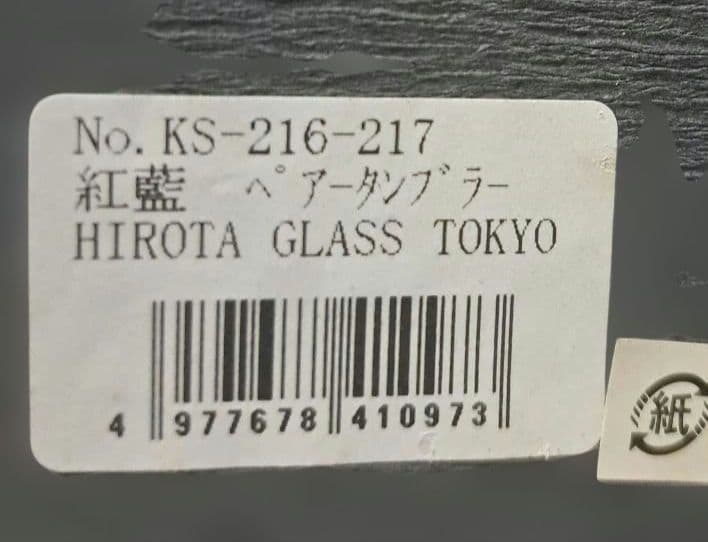 No. KS-216-217
紅藍　ﾍﾟｱｰﾀﾝﾌﾞﾗｰ
HIROTA GLASS TOKYO
4 977678 410973
紙